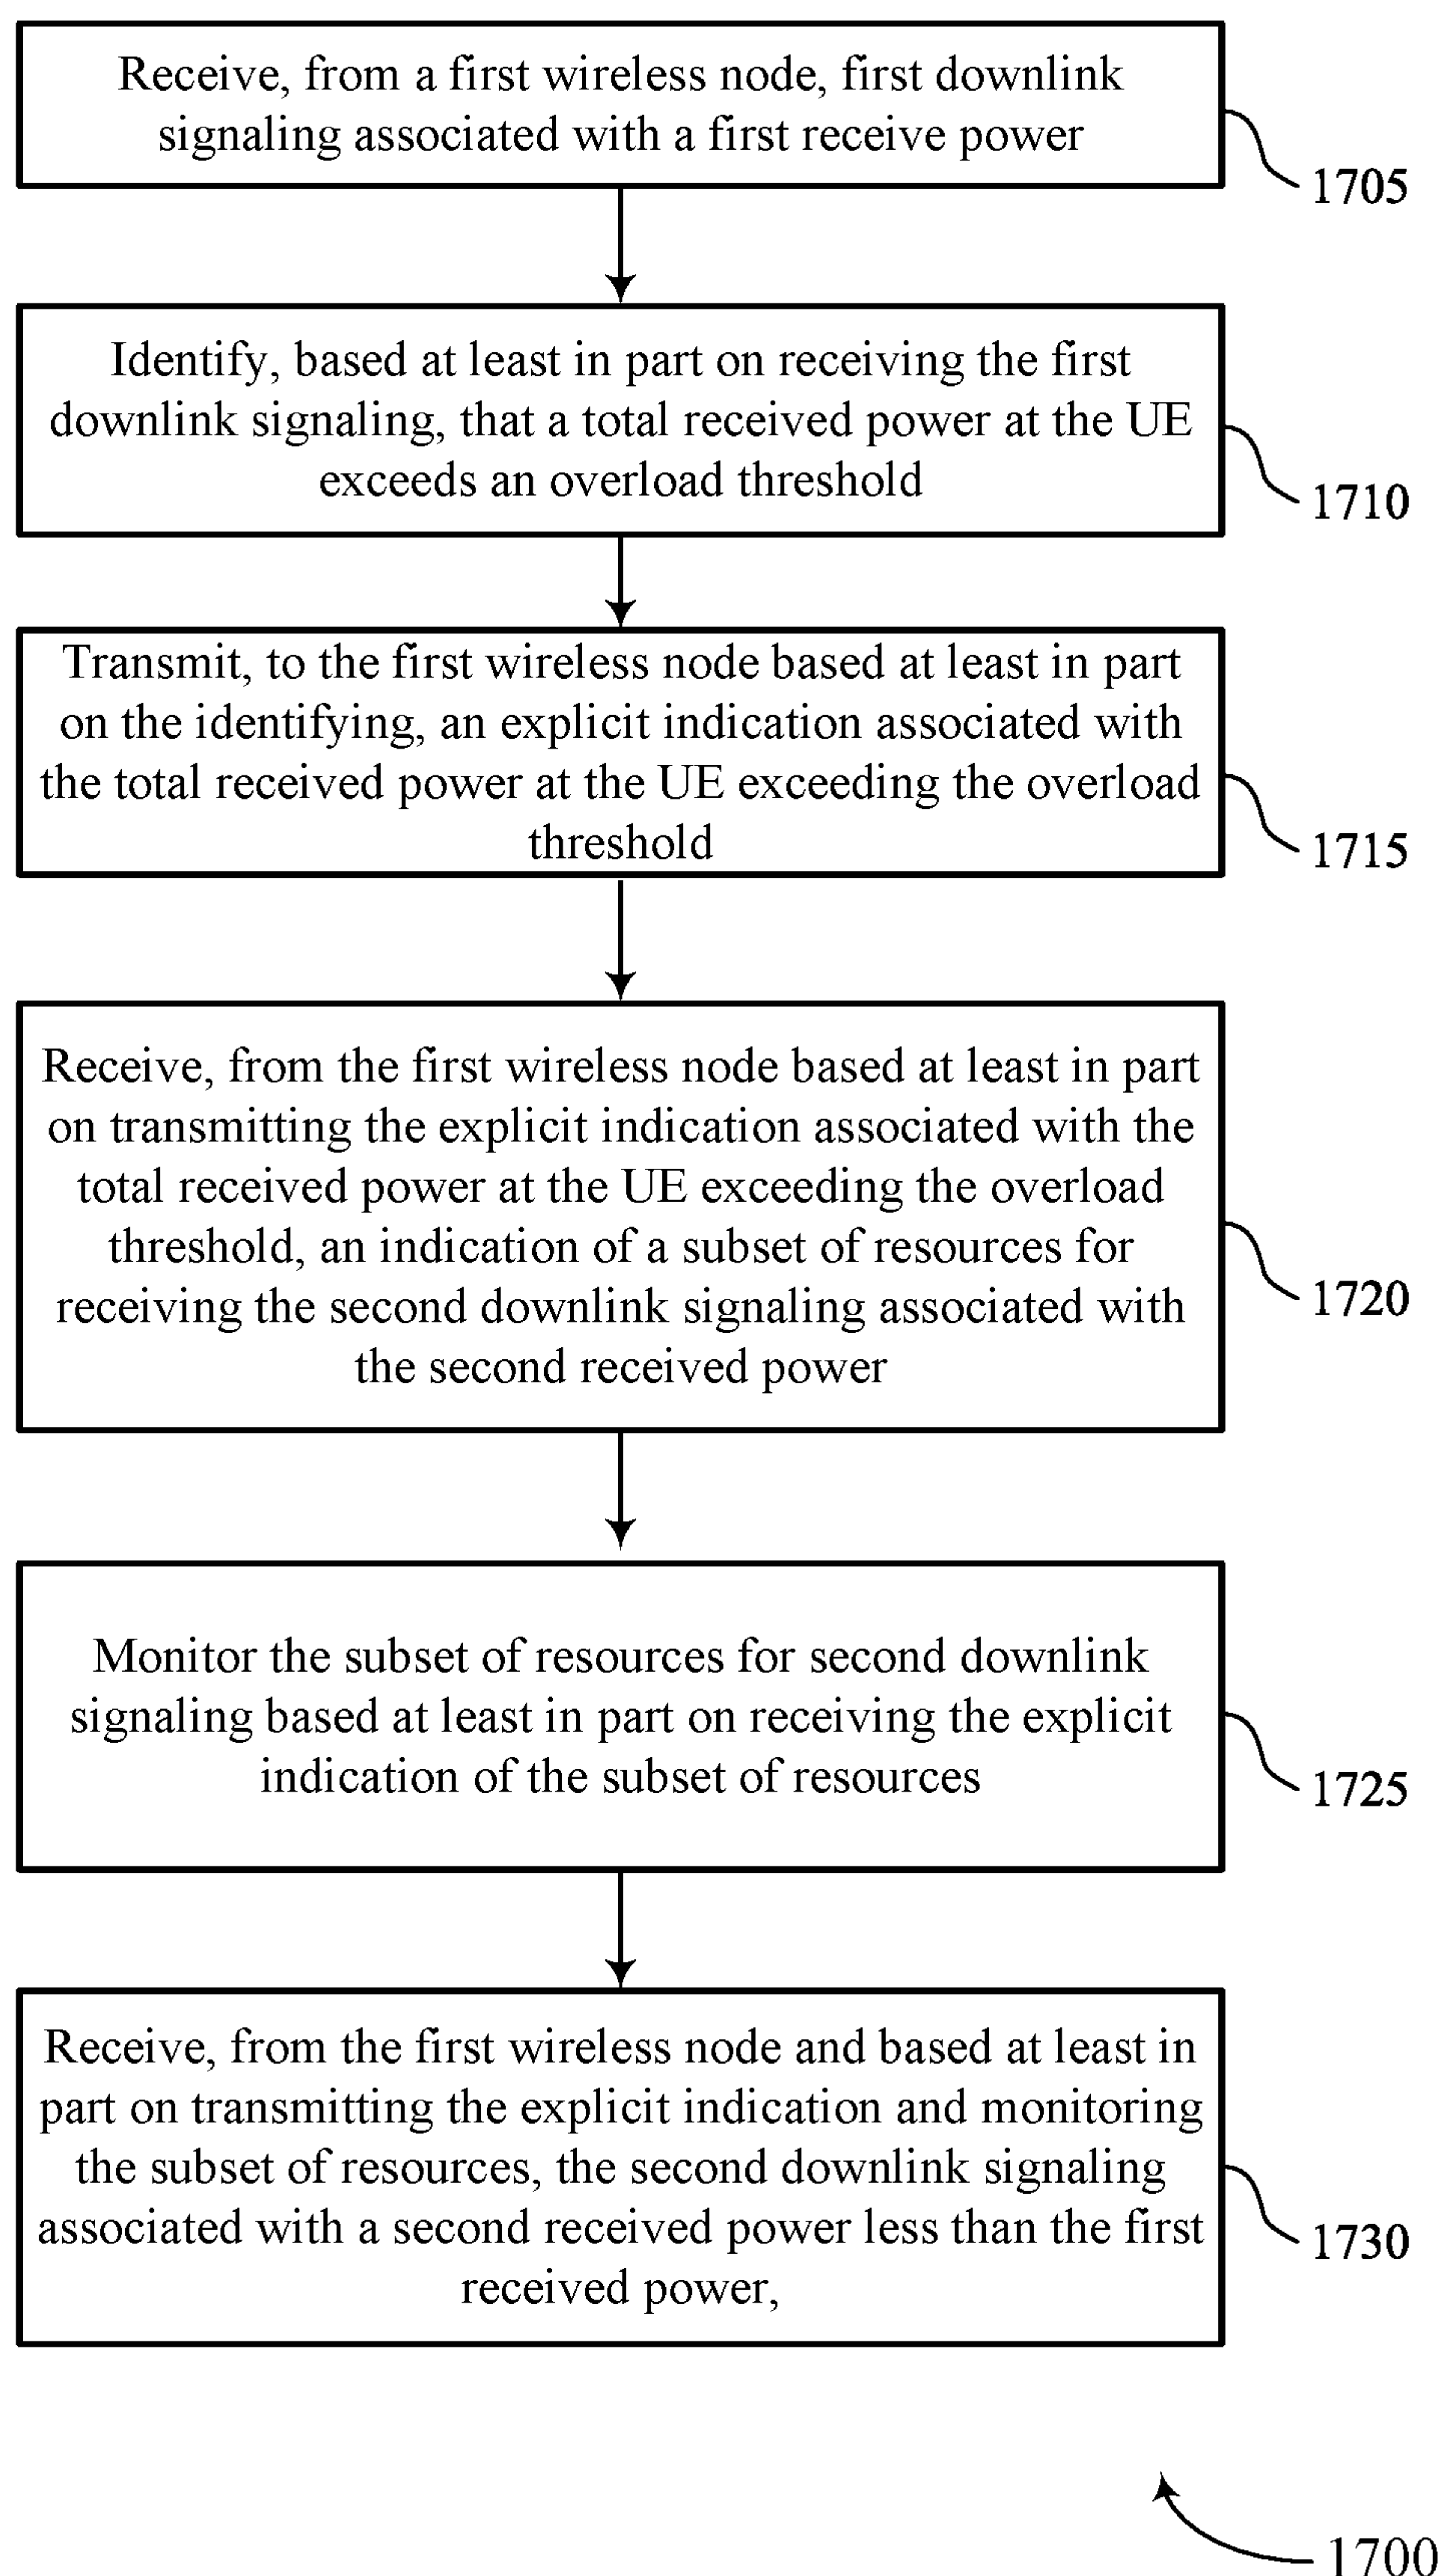 Receive, from a first wireless node, first downlink
signaling associated with a first receive power
1705
Identify, based at least in part on receiving the first
downlink signaling, that a total received power at the UE
exceeds an overload threshold
1710
Transmit, to the first wireless node based at least in part
on the identifying, an explicit indication associated with
the total received power at the UE exceeding the overload
threshold
1715
Receive, from the first wireless node based at least in part
on transmitting the explicit indication associated with the
total received power at the UE exceeding the overload
threshold, an indication of a subset of resources for
receiving the second downlink signaling associated with
the second received power
1720
Monitor the subset of resources for second downlink
signaling based at least in part on receiving the explicit
indication of the subset of resources
1725
Receive, from the first wireless node and based at least in
part on transmitting the explicit indication and monitoring
the subset of resources, the second downlink signaling
associated with a second received power less than the first
received power,
1730
1700